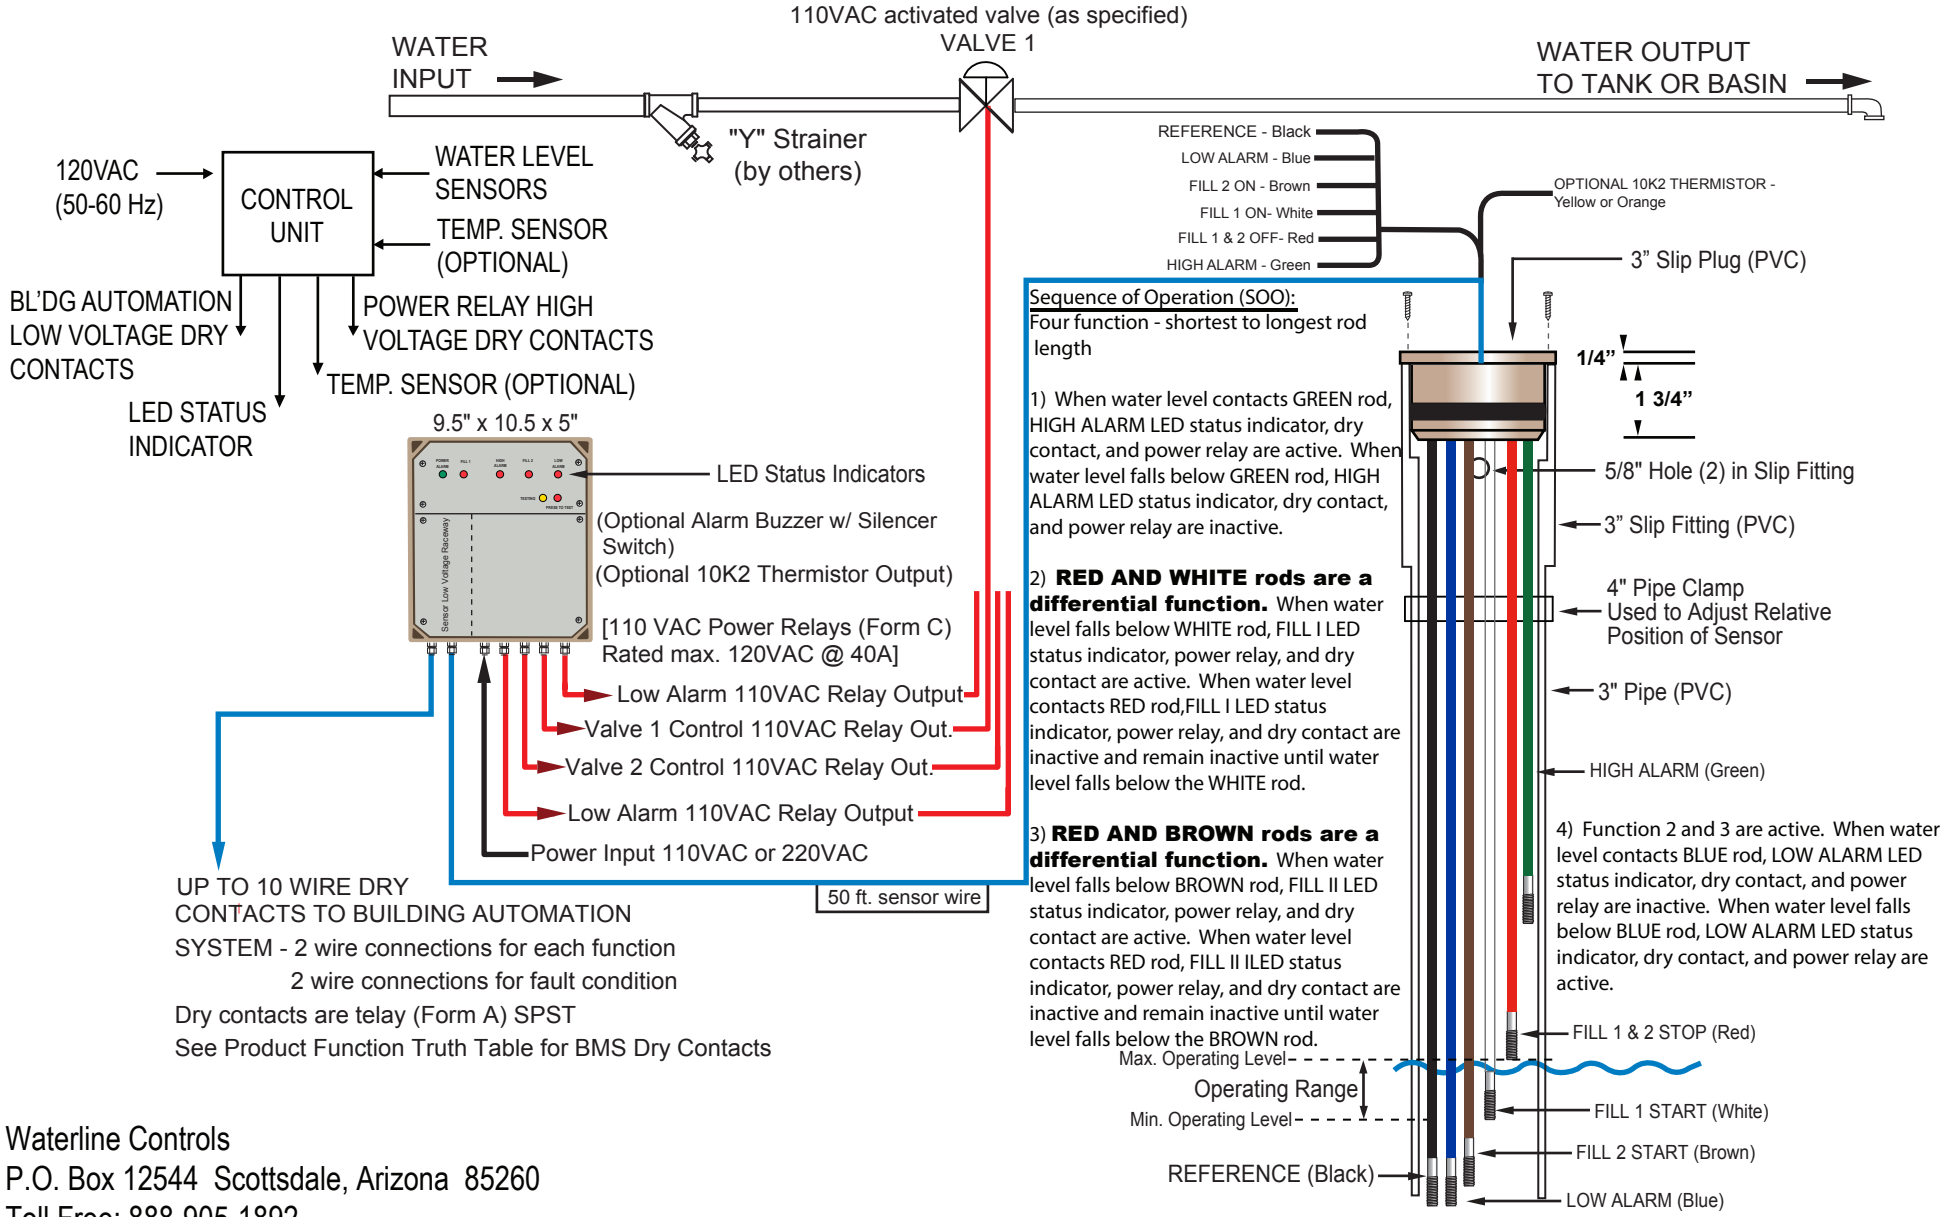 110VAC activated valve (as specified)
VALVE 1
WATER
INPUT
WATER OUTPUT
TO TANK OR BASIN
"Y" Strainer
(by others)
120VAC
(50-60 Hz)
CONTROL
UNIT
WATER LEVEL
SENSORS
TEMP. SENSOR
(OPTIONAL)
BL'DG AUTOMATION
LOW VOLTAGE DRY
CONTACTS
POWER RELAY HIGH
VOLTAGE DRY CONTACTS
TEMP. SENSOR (OPTIONAL)
LED STATUS
INDICATOR
REFERENCE - Black
LOW ALARM - Blue
FILL 2 ON - Brown
FILL 1 ON- White
FILL 1 & 2 OFF- Red
HIGH ALARM - Green
OPTIONAL 10K2 THERMISTOR -
Yellow or Orange
3” Slip Plug (PVC)
1/4”
1 3/4”
5/8" Hole (2) in Slip Fitting
3” Slip Fitting (PVC)
4" Pipe Clamp
Used to Adjust Relative
Position of Sensor
3" Pipe (PVC)
HIGH ALARM (Green)
9.5" x 10.5 x 5"
POWER
ALARM
FILL 1
HIGH
ALARM
FILL 2
LOW
ALARM
TESTING
PRESS TO TEST
Sensor Low Voltage Raceway
LED Status Indicators
(Optional Alarm Buzzer w/ Silencer
Switch)
(Optional 10K2 Thermistor Output)
[110 VAC Power Relays (Form C)
Rated max. 120VAC @ 40A]
Low Alarm 110VAC Relay Output
Valve 1 Control 110VAC Relay Out.
Valve 2 Control 110VAC Relay Out.
Low Alarm 110VAC Relay Output
Power Input 110VAC or 220VAC
50 ft. sensor wire
UP TO 10 WIRE DRY
CONTACTS TO BUILDING AUTOMATION
SYSTEM - 2 wire connections for each function
2 wire connections for fault condition
Dry contacts are telay (Form A) SPST
See Product Function Truth Table for BMS Dry Contacts
Sequence of Operation (SOO):
Four function - shortest to longest rod
length
1) When water level contacts GREEN rod,
HIGH ALARM LED status indicator, dry
contact, and power relay are active. When
water level falls below GREEN rod, HIGH
ALARM LED status indicator, dry contact,
and power relay are inactive.
2) RED AND WHITE rods are a
differential function. When water
level falls below WHITE rod, FILL I LED
status indicator, power relay, and dry
contact are active. When water level
contacts RED rod,FILL I LED status
indicator, power relay, and dry contact are
inactive and remain inactive until water
level falls below the WHITE rod.
3) RED AND BROWN rods are a
differential function. When water
level falls below BROWN rod, FILL II LED
status indicator, power relay, and dry
contact are active. When water level
contacts RED rod, FILL II ILED status
indicator, power relay, and dry contact are
inactive and remain inactive until water
level falls below the BROWN rod.
4) Function 2 and 3 are active. When water
level contacts BLUE rod, LOW ALARM LED
status indicator, dry contact, and power
relay are inactive. When water level falls
below BLUE rod, LOW ALARM LED status
indicator, dry contact, and power relay are
active.
FILL 1 & 2 STOP (Red)
Max. Operating Level
Operating Range
Min. Operating Level
FILL 1 START (White)
FILL 2 START (Brown)
REFERENCE (Black)
LOW ALARM (Blue)
Waterline Controls
P.O. Box 12544 Scottsdale, Arizona 85260
Toll Free: 888-905-1892